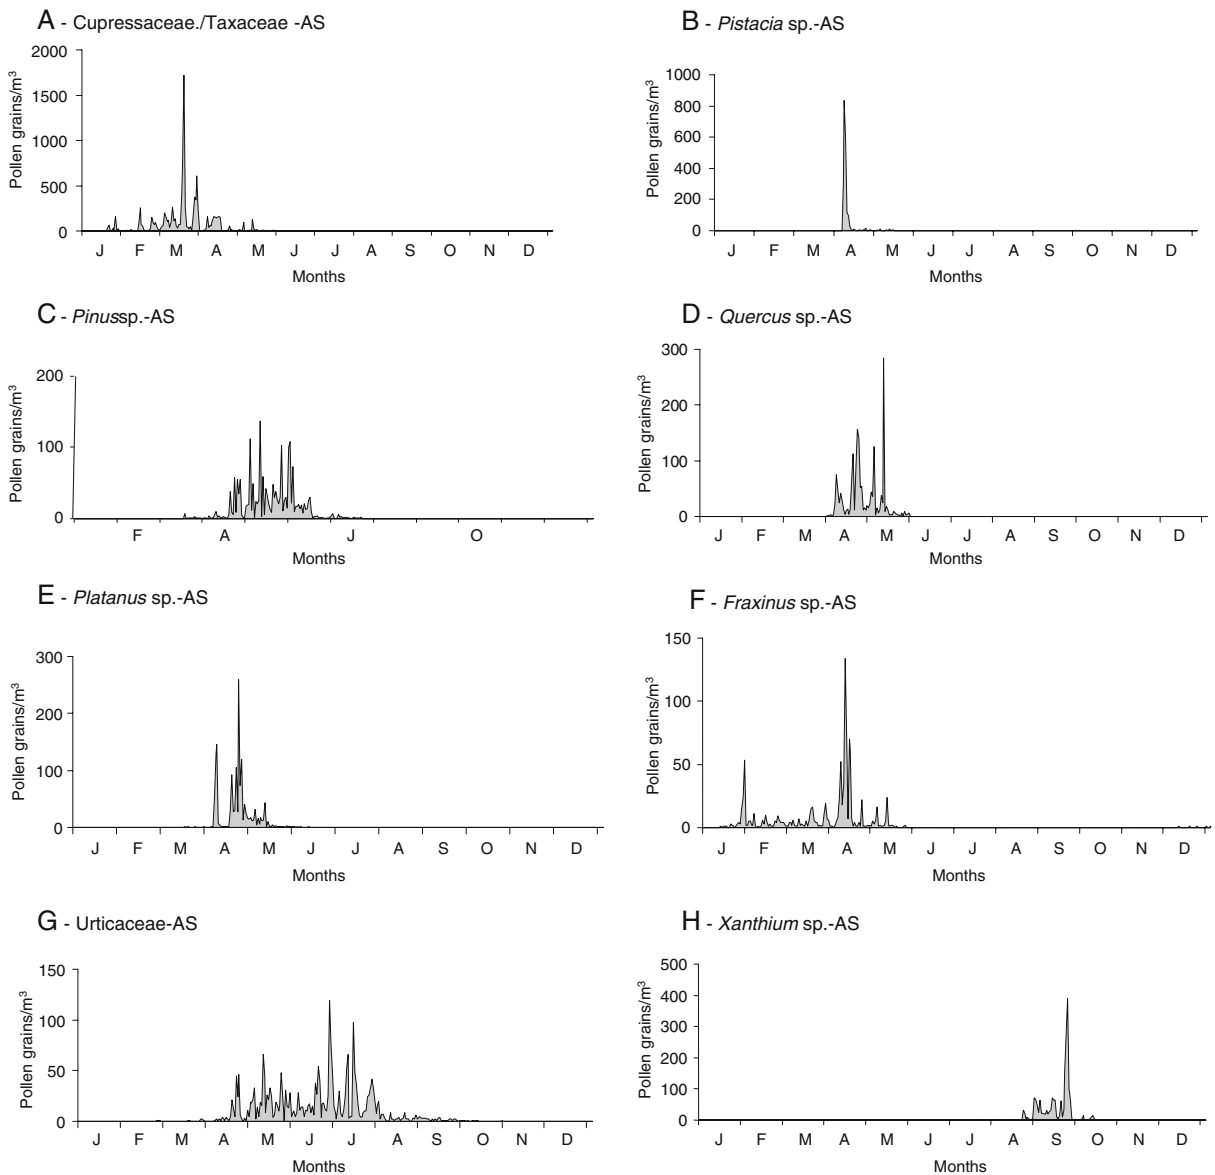 A - Cupressaceae./Taxaceae -AS
Pollen grains/m³
2000
1500
1000
500
0
J F M A M J J A S O N D
Months
B - Pistacia sp.-AS
Pollen grains/m³
1000
800
600
400
200
0
J F M A M J J A S O N D
Months
C - Pinussp.-AS
Pollen grains/m³
200
100
0
F A J O
Months
D - Quercus sp.-AS
Pollen grains/m³
300
200
100
0
J F M A M J J A S O N D
Months
E - Platanus sp.-AS
Pollen grains/m³
300
200
100
0
J F M A M J J A S O N D
Months
F - Fraxinus sp.-AS
Pollen grains/m³
150
100
50
0
J F M A M J J A S O N D
Months
G - Urticaceae-AS
Pollen grains/m³
150
100
50
0
J F M A M J J A S O N D
Months
H - Xanthium sp.-AS
Pollen grains/m³
500
400
300
200
100
0
J F M A M J J A S O N D
Months